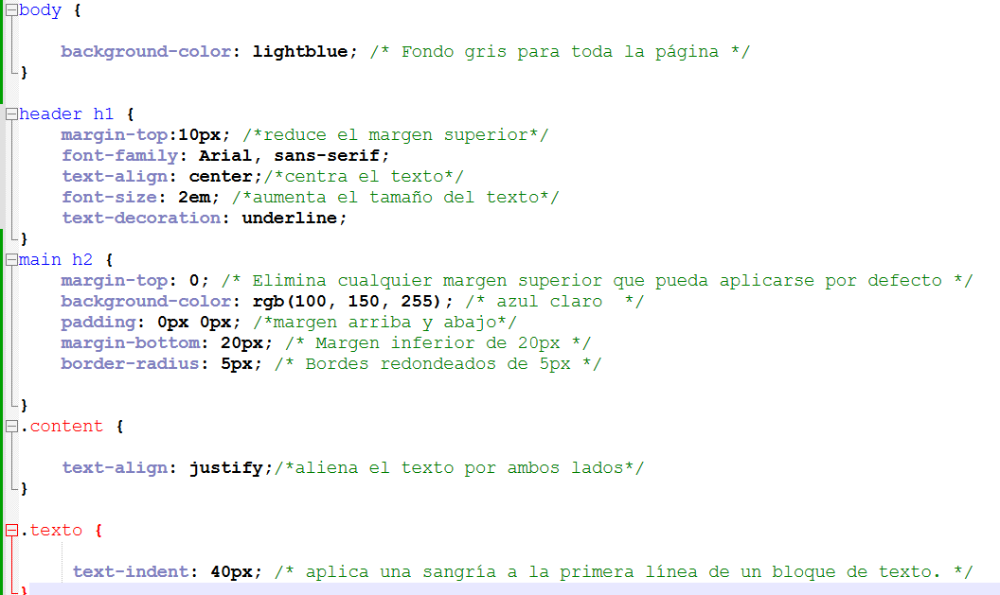 body {
background-color: lightblue; /* Fondo gris para toda la página */
}
header h1 {
margin-top:10px; /*reduce el margen superior*/
font-family: Arial, sans-serif;
text-align: center;/*centra el texto*/
font-size: 2em; /*aumenta el tamaño del texto*/
text-decoration: underline;
}
main h2 {
margin-top: 0; /* Elimina cualquier margen superior que pueda aplicarse por defecto */
background-color: rgb(100, 150, 255); /* azul claro  */
padding: 0px 0px; /*margen arriba y abajo*/
margin-bottom: 20px; /* Margen inferior de 20px */
border-radius: 5px; /* Bordes redondeados de 5px */
}
.content {
text-align: justify;/*aliena el texto por ambos lados*/
}
.texto {
text-indent: 40px; /* aplica una sangría a la primera línea de un bloque de texto. */
}